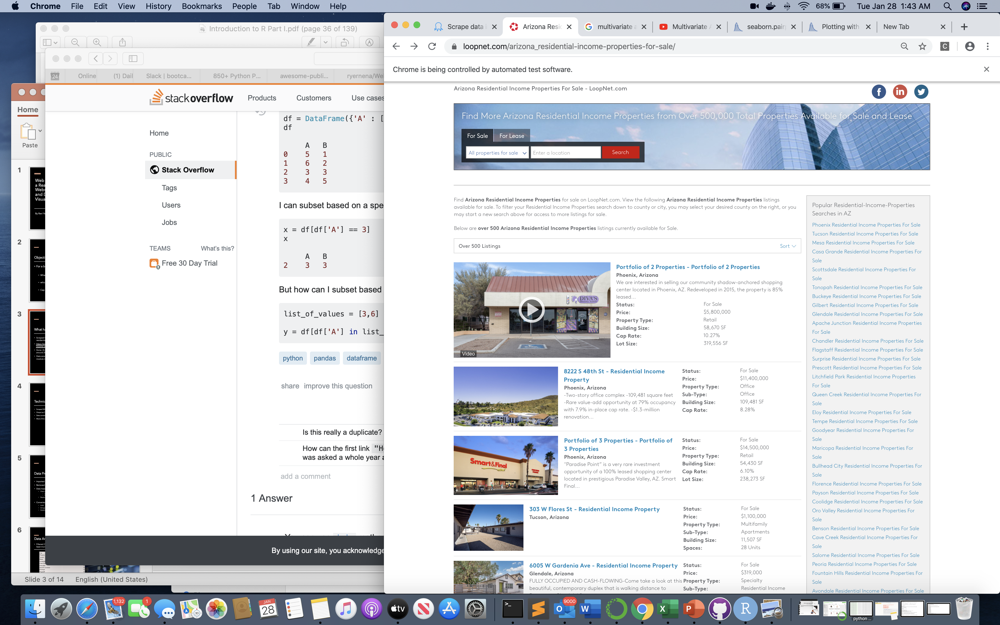 Chrome File Edit View History Bookmarks People Tab Window Help
68% Tue Jan 28 1:43 AM
Introduction to R Part I.pdf (page 36 of 139)
24 Online (1) Dail Slack | bootca... 850+ Python P... awesome-publi... ryernena/We
Home
Paste
1
Web
a Rea
Webs
and D
Visua
2
Objecti
3
What h
4
Technic
5
Data Pr
6
Data An
Slide 3 of 14 English (United States)
stackoverflow Products Customers Use cases
Home
PUBLIC
Stack Overflow
Tags
Users
Jobs
TEAMS What's this?
Free 30 Day Trial
df = DataFrame({'A' : [
df
A B
0 5 1
1 6 2
2 3 3
3 4 5
I can subset based on a spe
x = df[df['A'] == 3]
x
A B
2 3 3
But how can I subset based
list_of_values = [3,6]
y = df[df['A'] in list_
python pandas dataframe
share improve this question
Is this really a duplicate?
How can the first link "H
was asked a whole year a
add a comment
1 Answer
By using our site, you acknowledge
Scrape data i Arizona Resid multivariate a Multivariate A seaborn.pair Plotting with New Tab
loopnet.com/arizona_residential-income-properties-for-sale/
Chrome is being controlled by automated test software.
Arizona Residential Income Properties For Sale - LoopNet.com
Find More Arizona Residential Income Properties from Over 500,000 Total Properties Available for Sale and Lease
For Sale For Lease
All properties for sale Enter a location Search
Find Arizona Residential Income Properties for sale on LoopNet.com. View the following Arizona Residential Income Properties listings
available for sale. To filter your Residential Income Properties search down to county or city, you may select your desired county on the right, or you
may start a new search above for access to more listings for sale.
Below are over 500 Arizona Residential Income Properties listings currently available for Sale.
Over 500 Listings Sort
DIVA'S
Video
Portfolio of 2 Properties - Portfolio of 2 Properties
Phoenix, Arizona
We are interested in selling our community shadow-anchored shopping
center located in Phoenix, AZ. Redeveloped in 2015, the property is 85%
leased...
Status: For Sale
Price: $5,800,000
Property Type: Retail
Building Size: 58,670 SF
Cap Rate: 10.27%
Lot Size: 319,556 SF
8222 S 48th St - Residential Income
Property
Phoenix, Arizona
-Two-story office complex -109,481 square feet
-Rare value-add opportunity at 79% occupancy
with 7.9% in-place cap rate. -$1.3-million
renovation...
Status: For Sale
Price: $11,400,000
Property Type: Office
Sub-Type: Office
Building Size: 109,481 SF
Cap Rate: 8.28%
Smart&Final
Portfolio of 3 Properties - Portfolio of
3 Properties
Phoenix, Arizona
"Paradise Point" is a very rare investment
opportunity of a 100% leased shopping center
located in prestigious Paradise Valley, AZ. Smart
Final...
Status: For Sale
Price: $14,500,000
Property Type: Retail
Building Size: 54,430 SF
Cap Rate: 6.10%
Lot Size: 238,273 SF
303 W Flores St - Residential Income Property
Tucson, Arizona
Status: For Sale
Price: $1,100,000
Property Type: Multifamily
Sub-Type: Apartments
Building Size: 11,507 SF
Spaces: 28 Units
6005 W Gardenia Ave - Residential Income Property
Glendale, Arizona
FULLY OCCUPIED AND CASH-FLOWING-Come take a look at this
beautiful, contemporary duplex that is walking distance to
Status: For Sale
Price: $319,000
Property Type: Specialty
Sub-Type: Residential Income
Popular Residential-Income-Properties
Searches in AZ
Phoenix Residential Income Properties For Sale
Tucson Residential Income Properties For Sale
Mesa Residential Income Properties For Sale
Casa Grande Residential Income Properties For
Sale
Scottsdale Residential Income Properties For
Sale
Tonopah Residential Income Properties For Sale
Buckeye Residential Income Properties For Sale
Gilbert Residential Income Properties For Sale
Glendale Residential Income Properties For Sale
Apache Junction Residential Income Properties
For Sale
Chandler Residential Income Properties For Sale
Flagstaff Residential Income Properties For Sale
Surprise Residential Income Properties For Sale
Prescott Residential Income Properties For Sale
Litchfield Park Residential Income Properties
For Sale
Queen Creek Residential Income Properties For
Sale
Eloy Residential Income Properties For Sale
Tempe Residential Income Properties For Sale
Goodyear Residential Income Properties For
Sale
Maricopa Residential Income Properties For
Sale
Bullhead City Residential Income Properties For
Sale
Florence Residential Income Properties For Sale
Payson Residential Income Properties For Sale
Coolidge Residential Income Properties For Sale
Oro Valley Residential Income Properties For
Sale
Benson Residential Income Properties For Sale
Cave Creek Residential Income Properties For
Sale
Salome Residential Income Properties For Sale
Peoria Residential Income Properties For Sale
Fountain Hills Residential Income Properties For
Sale
Avondale Residential Income Properties For Sale
1,132 1 JAN 28 tv 9000 python ...